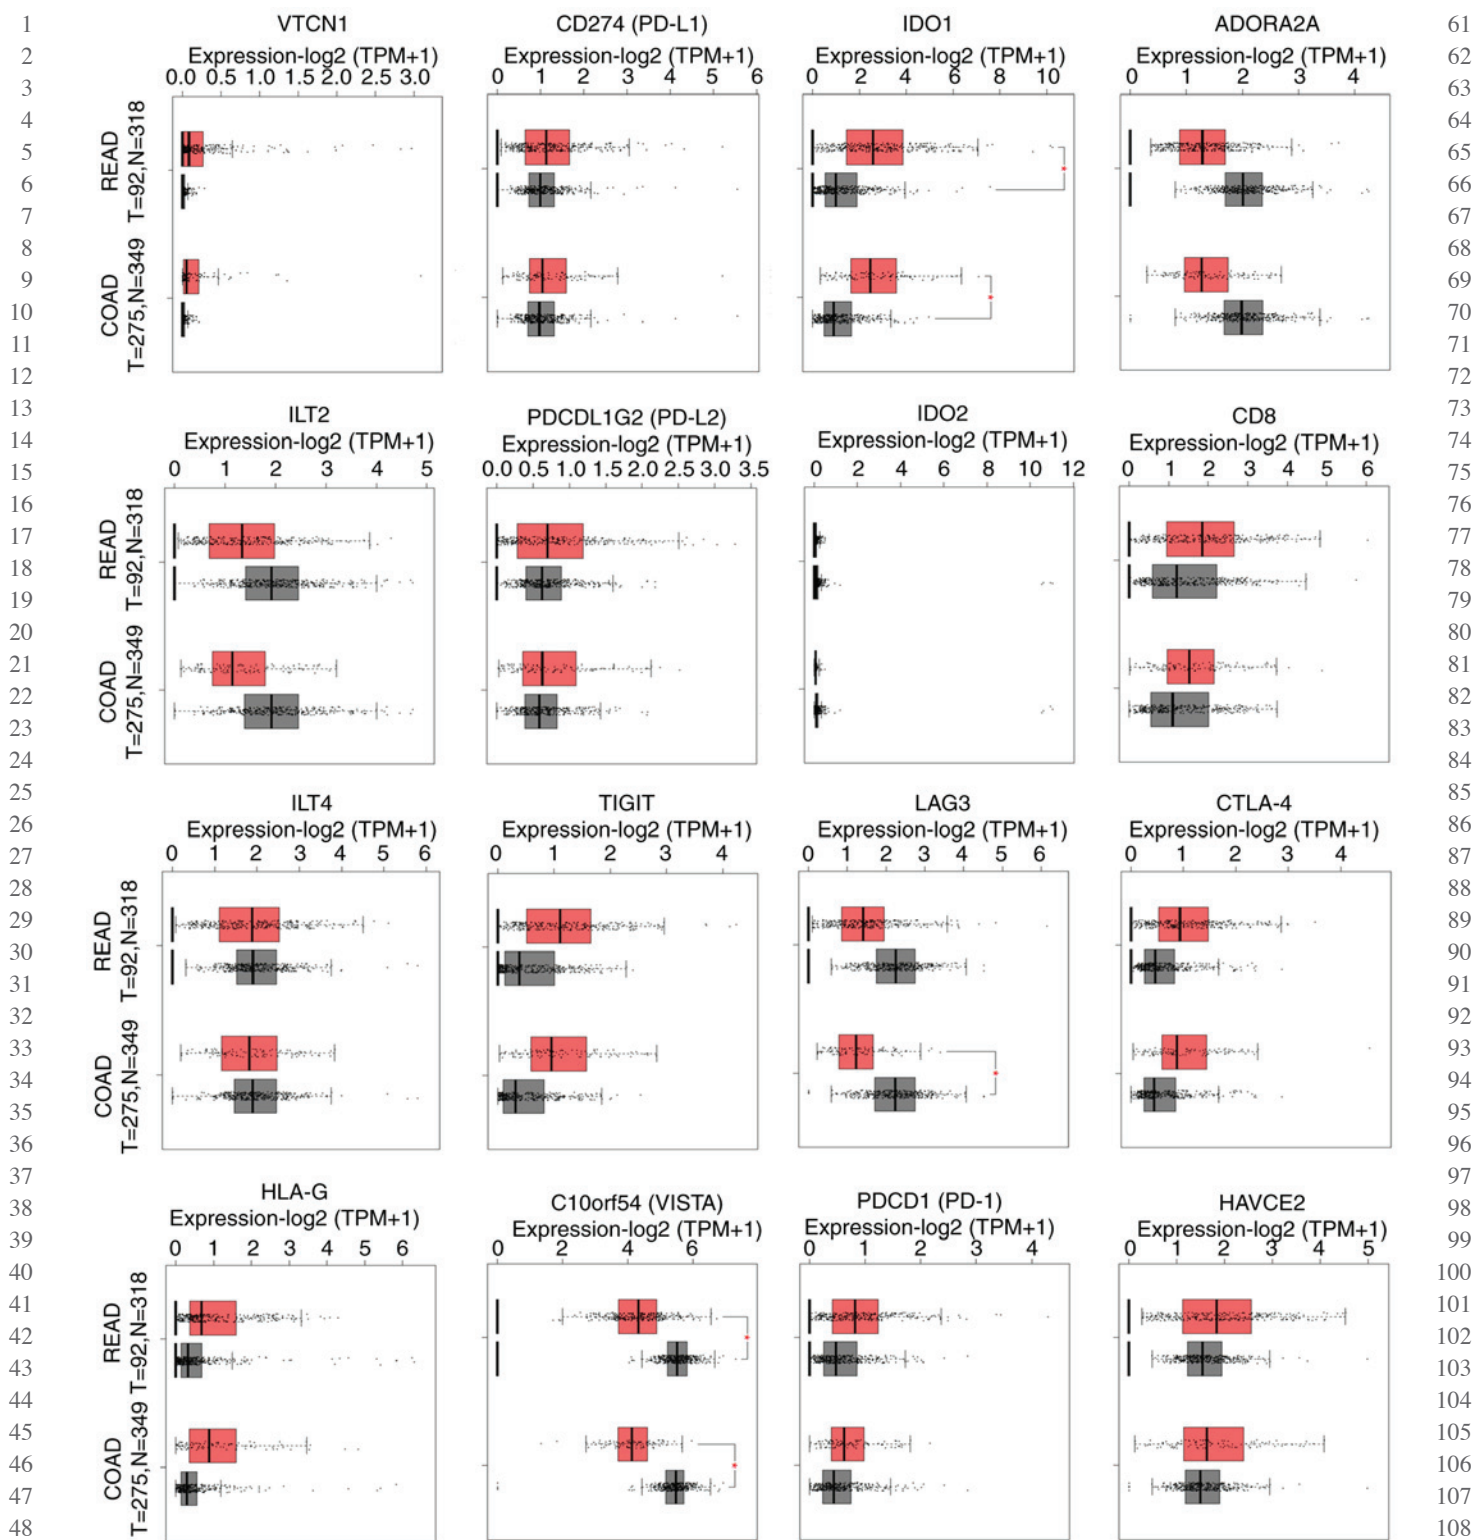 VTCN1
Expression-log2 (TPM+1)
0.0 0.5 1.0 1.5 2.0 2.5 3.0
CD274 (PD-L1)
Expression-log2 (TPM+1)
0 1 2 3 4 5 6
IDO1
Expression-log2 (TPM+1)
0 2 4 6 8 10
ADORA2A
Expression-log2 (TPM+1)
0 1 2 3 4
READ
T=92,N=318
COAD
T=275,N=349
ILT2
Expression-log2 (TPM+1)
0 1 2 3 4 5
PDCDL1G2 (PD-L2)
Expression-log2 (TPM+1)
0.0 0.5 1.0 1.5 2.0 2.5 3.0 3.5
IDO2
Expression-log2 (TPM+1)
0 2 4 6 8 10 12
CD8
Expression-log2 (TPM+1)
0 1 2 3 4 5 6
READ
T=92,N=318
COAD
T=275,N=349
ILT4
Expression-log2 (TPM+1)
0 1 2 3 4 5 6
TIGIT
Expression-log2 (TPM+1)
0 1 2 3 4
LAG3
Expression-log2 (TPM+1)
0 1 2 3 4 5 6
CTLA-4
Expression-log2 (TPM+1)
0 1 2 3 4
READ
T=92,N=318
COAD
T=275,N=349
HLA-G
Expression-log2 (TPM+1)
0 1 2 3 4 5 6
C10orf54 (VISTA)
Expression-log2 (TPM+1)
0 2 4 6
PDCD1 (PD-1)
Expression-log2 (TPM+1)
0 1 2 3 4
HAVCE2
Expression-log2 (TPM+1)
0 1 2 3 4 5
READ
T=92,N=318
COAD
T=275,N=349
1
2
3
4
5
6
7
8
9
10
11
12
13
14
15
16
17
18
19
20
21
22
23
24
25
26
27
28
29
30
31
32
33
34
35
36
37
38
39
40
41
42
43
44
45
46
47
48
61
62
63
64
65
66
67
68
69
70
71
72
73
74
75
76
77
78
79
80
81
82
83
84
85
86
87
88
89
90
91
92
93
94
95
96
97
98
99
100
101
102
103
104
105
106
107
108